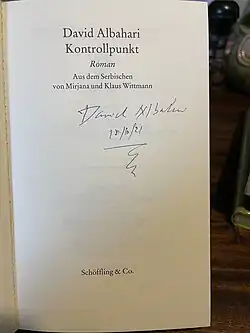 David Albahari
Kontrollpunkt
Roman
Aus dem Serbischen
von Mirjana und Klaus Wittmann
David Albahari
Schöffling & Co.